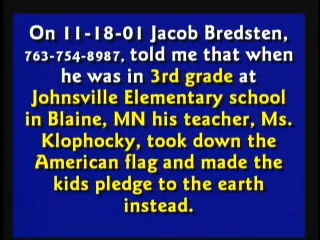 On 11-18-01 Jacob Bredsten,
763-754-8987, told me that when
he was in 3rd grade at
Johnsville Elementary school
in Blaine, MN his teacher, Ms.
Klophocky, took down the
American flag and made the
kids pledge to the earth
instead.